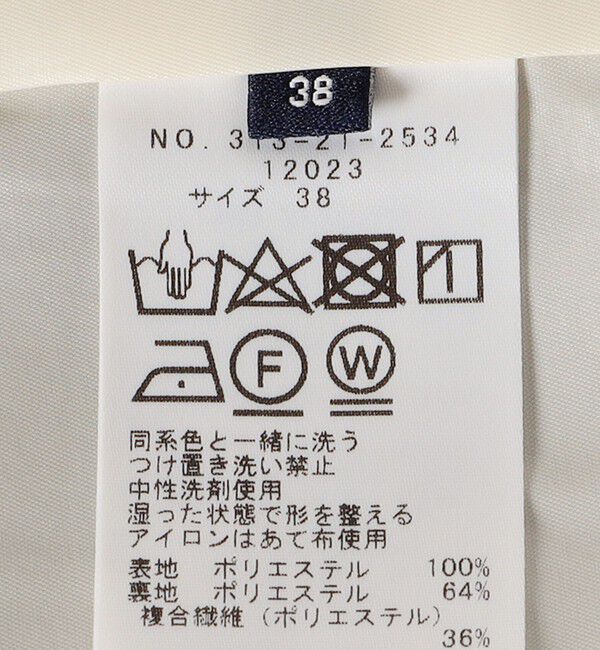 38
NO. 313-21-2534
12023
サイズ 38
F W
同系色と一緒に洗う
つけ置き洗い禁止
中性洗剤使用
湿った状態で形を整える
アイロンはあて布使用
表地 ポリエステル 100%
裏地 ポリエステル 64%
複合繊維(ポリエステル)
36%